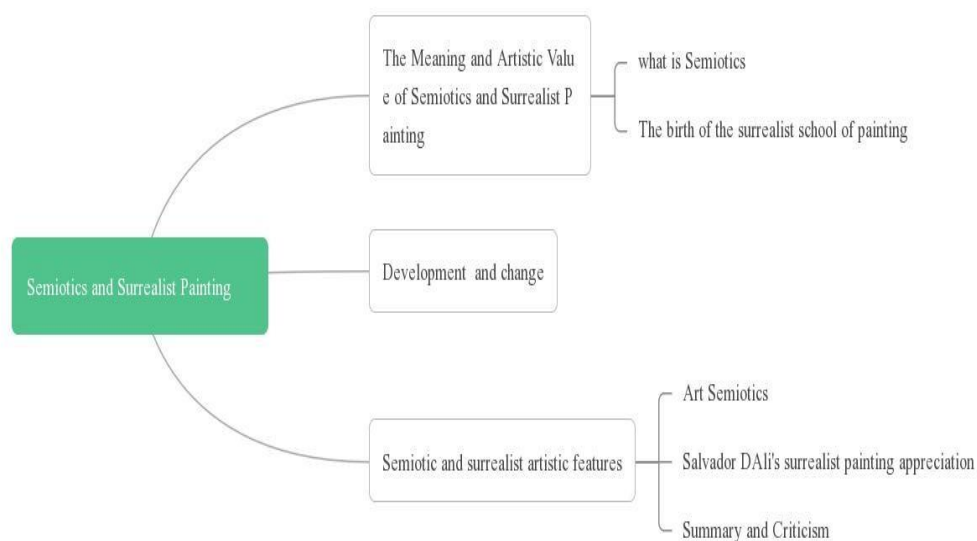 The Meaning and Artistic Valu
e of Semiotics and Surrealist P
ainting
what is Semiotics
The birth of the surrealist school of painting
Semiotics and Surrealist Painting
Development and change
Semiotic and surrealist artistic features
Art Semiotics
Salvador DAli's surrealist painting appreciation
Summary and Criticism